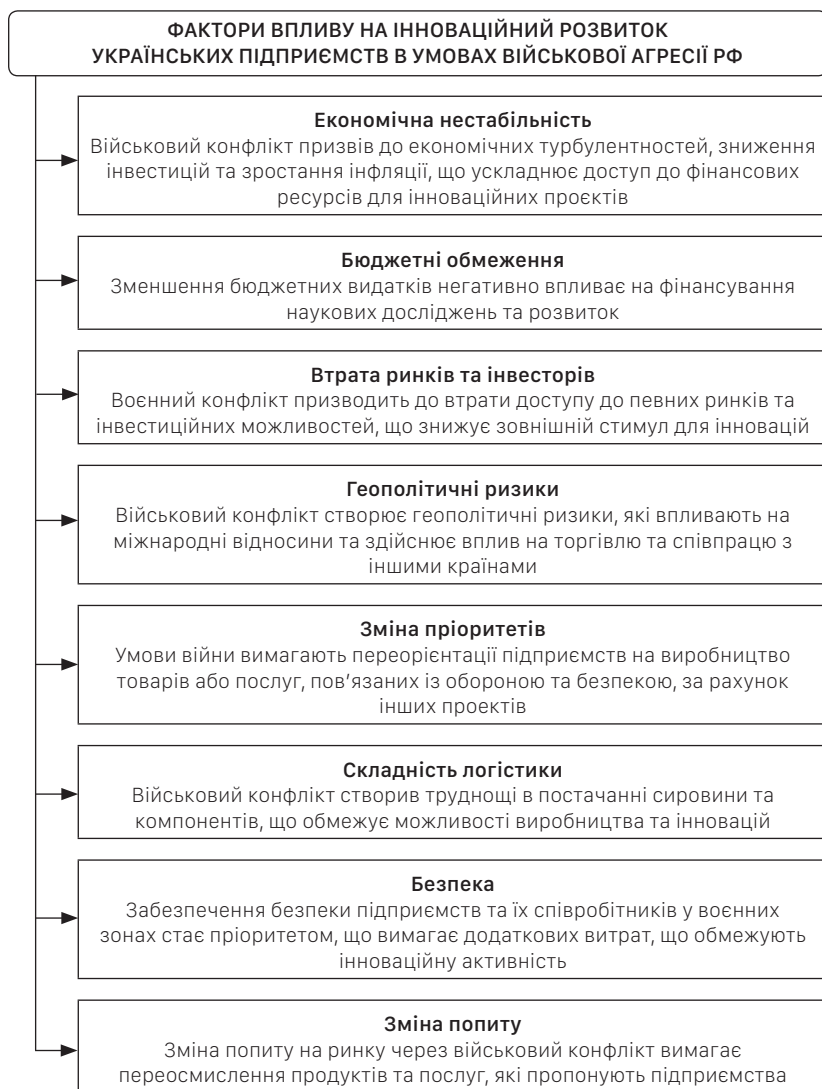 ФАКТОРИ ВПЛИВУ НА ІННОВАЦІЙНИЙ РОЗВИТОК
УКРАЇНСЬКИХ ПІДПРИЄМСТВ В УМОВАХ ВІЙСЬКОВОЇ АГРЕСІЇ РФ
Економічна нестабільність
Військовий конфлікт призвів до економічних турбулентностей, зниження
інвестицій та зростання інфляції, що ускладнює доступ до фінансових
ресурсів для інноваційних проєктів
Бюджетні обмеження
Зменшення бюджетних видатків негативно впливає на фінансування
наукових досліджень та розвиток
Втрата ринків та інвесторів
Воєнний конфлікт призводить до втрати доступу до певних ринків та
інвестиційних можливостей, що знижує зовнішній стимул для інновацій
Геополітичні ризики
Військовий конфлікт створює геополітичні ризики, які впливають на
міжнародні відносини та здійснює вплив на торгівлю та співпрацю з
іншими країнами
Зміна пріоритетів
Умови війни вимагають переорієнтації підприємств на виробництво
товарів або послуг, пов’язаних із обороною та безпекою, за рахунок
інших проектів
Складність логістики
Військовий конфлікт створив труднощі в постачанні сировини та
компонентів, що обмежує можливості виробництва та інновацій
Безпека
Забезпечення безпеки підприємств та їх співробітників у воєнних
зонах стає пріоритетом, що вимагає додаткових витрат, що обмежують
інноваційну активність
Зміна попиту
Зміна попиту на ринку через військовий конфлікт вимагає
переосмислення продуктів та послуг, які пропонують підприємства